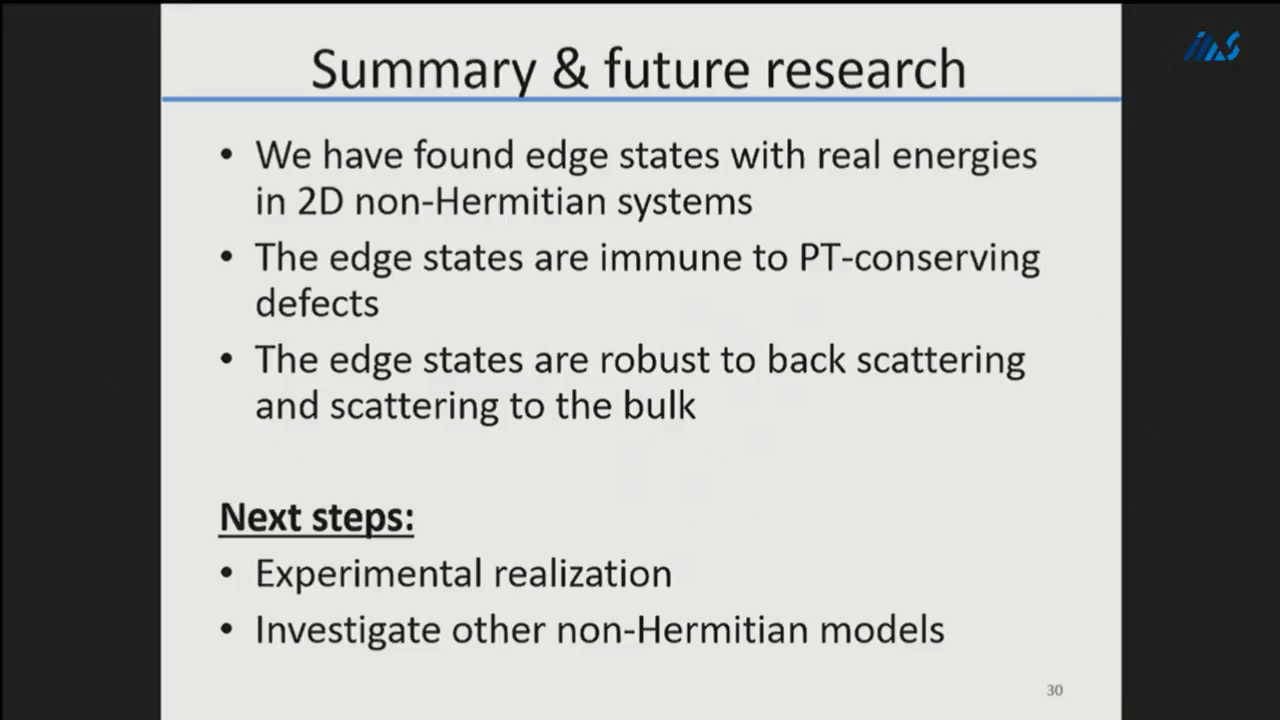 Summary & future research
• We have found edge states with real energies
in 2D non-Hermitian systems
• The edge states are immune to PT-conserving
defects
• The edge states are robust to back scattering
and scattering to the bulk
Next steps:
• Experimental realization
• Investigate other non-Hermitian models
30